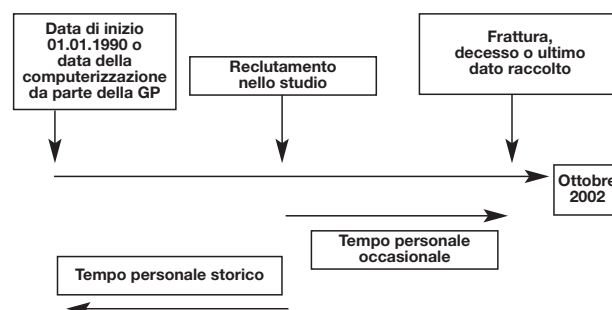 Data di inizio
01.01.1990 o
data della
computerizzazione
da parte della GP
Reclutamento
nello studio
Frattura,
decesso o ultimo
dato raccolto
Ottobre
2002
Tempo personale
occasionale
Tempo personale storico